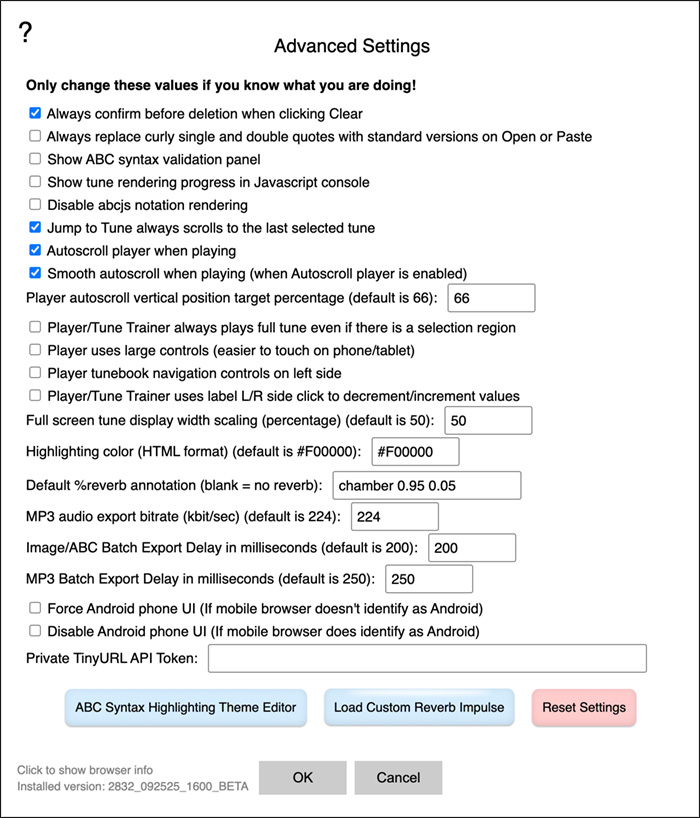 ?
Advanced Settings
Only change these values if you know what you are doing!
Always confirm before deletion when clicking Clear
Always replace curly single and double quotes with standard versions on Open or Paste
Show ABC syntax validation panel
Show tune rendering progress in Javascript console
Disable abcjs notation rendering
Jump to Tune always scrolls to the last selected tune
Autoscroll player when playing
Smooth autoscroll when playing (when Autoscroll player is enabled)
Player autoscroll vertical position target percentage (default is 66): 66
Player/Tune Trainer always plays full tune even if there is a selection region
Player uses large controls (easier to touch on phone/tablet)
Player tunebook navigation controls on left side
Player/Tune Trainer uses label L/R side click to decrement/increment values
Full screen tune display width scaling (percentage) (default is 50): 50
Highlighting color (HTML format) (default is #F00000): #F00000
Default %reverb annotation (blank = no reverb): chamber 0.95 0.05
MP3 audio export bitrate (kbit/sec) (default is 224): 224
Image/ABC Batch Export Delay in milliseconds (default is 200): 200
MP3 Batch Export Delay in milliseconds (default is 250): 250
Force Android phone UI (If mobile browser doesn't identify as Android)
Disable Android phone UI (If mobile browser does identify as Android)
Private TinyURL API Token:
ABC Syntax Highlighting Theme Editor Load Custom Reverb Impulse Reset Settings
Click to show browser info
Installed version: 2832_092525_1600_BETA
OK Cancel